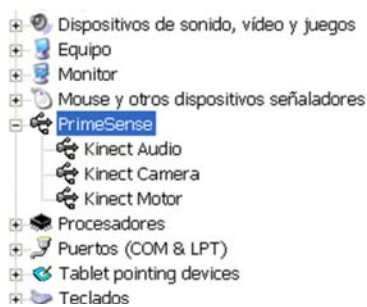 Dispositivos de sonido, vídeo y juegos
Equipo
Monitor
Mouse y otros dispositivos señaladores
PrimeSense
Kinect Audio
Kinect Camera
Kinect Motor
Procesadores
Puertos (COM & LPT)
Tablet pointing devices
Teclados